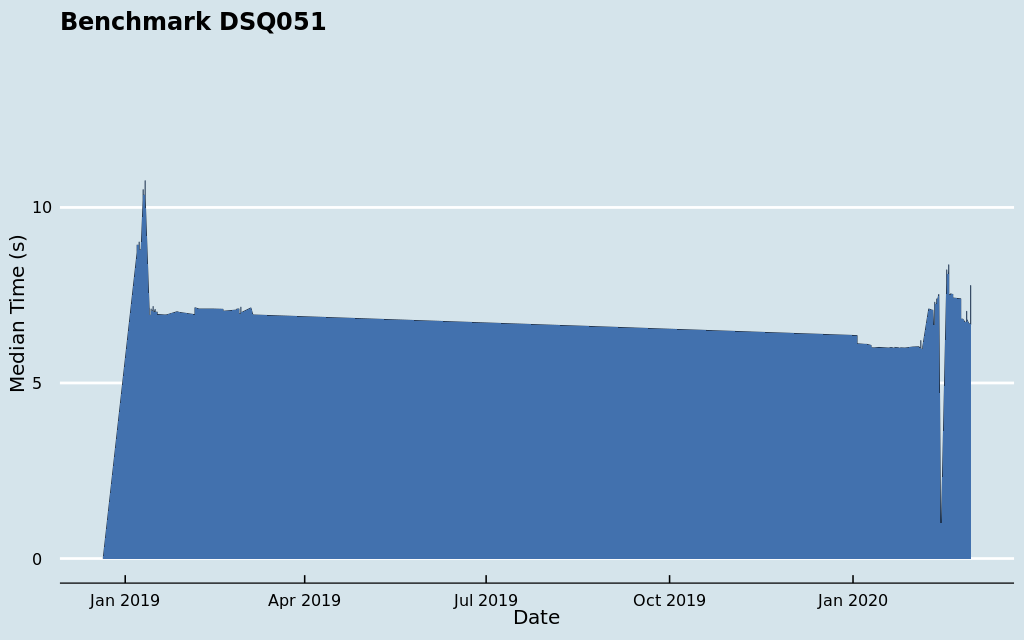 Benchmark DSQ051
Median Time (s)
10
5
0
Jan 2019
Apr 2019
Jul 2019
Oct 2019
Jan 2020
Date